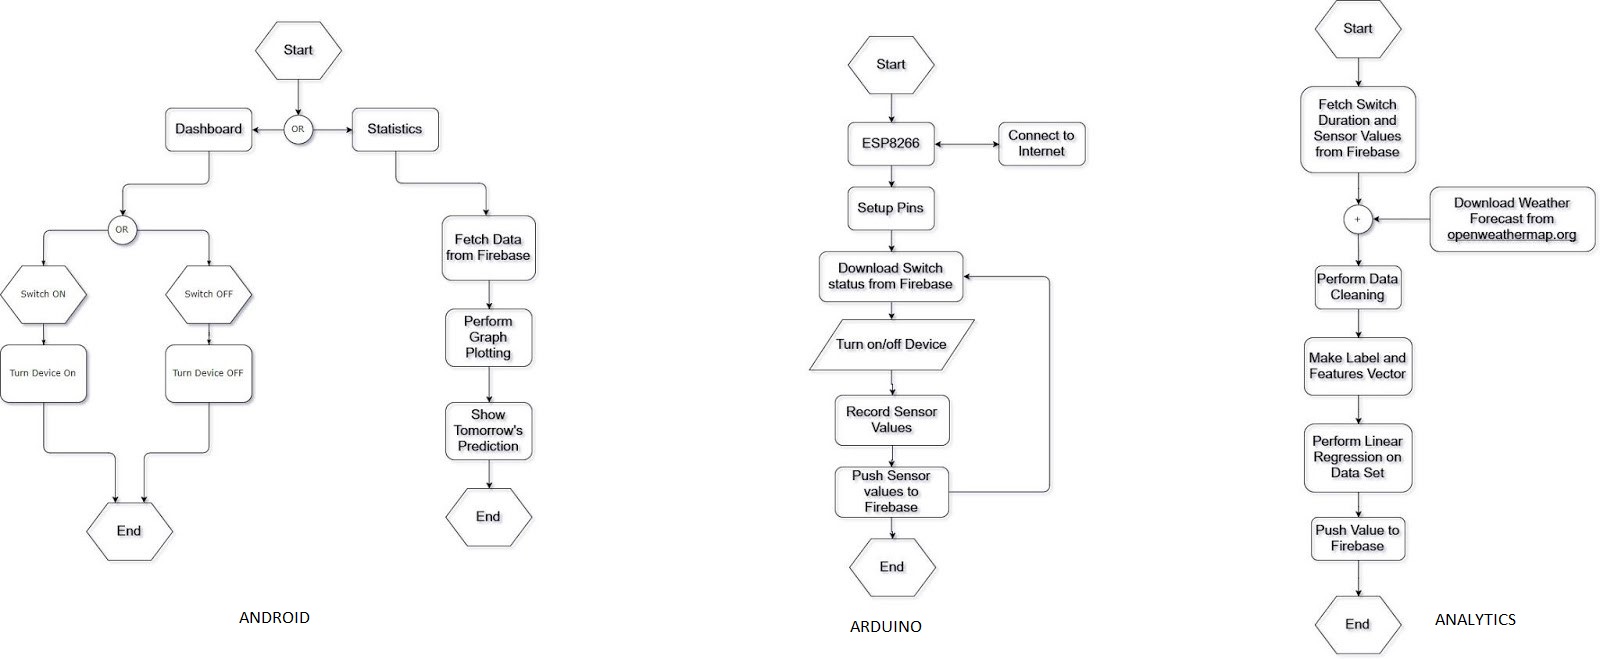 Start
OR
Dashboard
Statistics
OR
Switch ON
Switch OFF
Turn Device On
Turn Device OFF
End
Fetch Data
from Firebase
Perform
Graph
Plotting
Show
Tomorrow's
Prediction
End
ANDROID
Start
ESP8266
Connect to
Internet
Setup Pins
Download Switch
status from Firebase
Turn on/off Device
Record Sensor
Values
Push Sensor
values to
Firebase
End
ARDUINO
Start
Fetch Switch
Duration and
Sensor Values
from Firebase
+
Download Weather
Forecast from
openweathermap.org
Perform Data
Cleaning
Make Label and
Features Vector
Perform Linear
Regression on
Data Set
Push Value to
Firebase
End
ANALYTICS